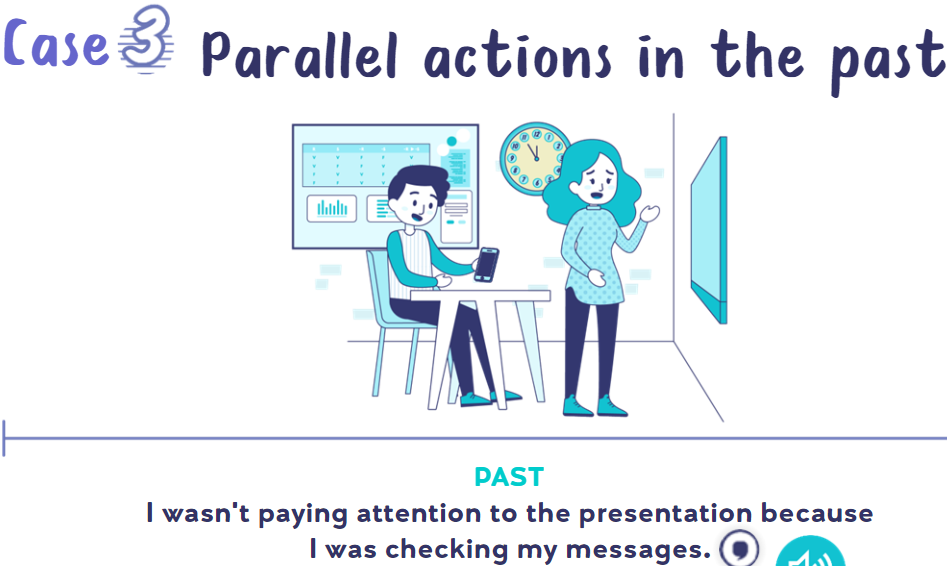 Case 3 Parallel actions in the past
PAST
I wasn't paying attention to the presentation because
I was checking my messages.